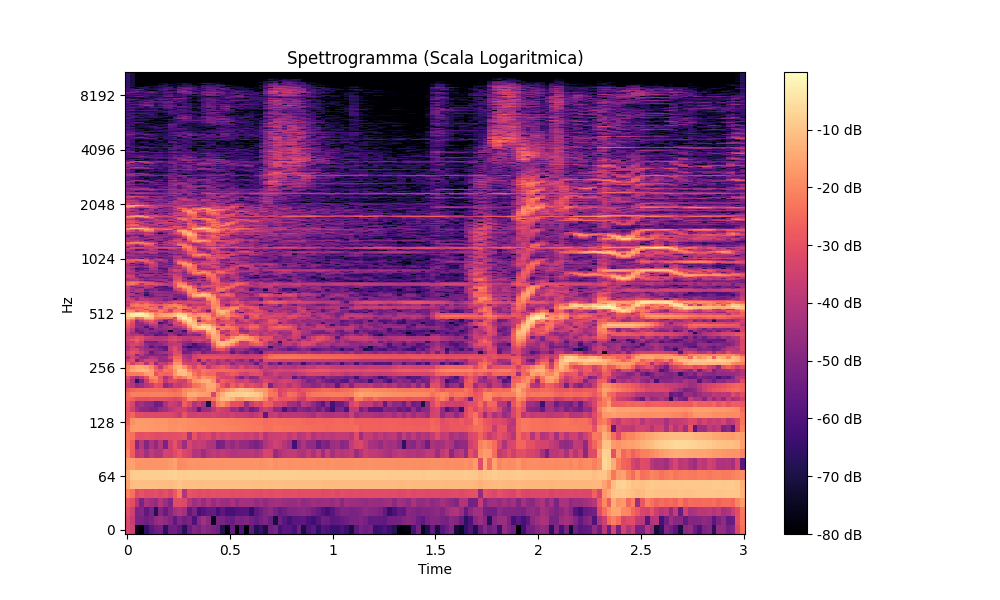 Spettrogramma (Scala Logaritmica)
Hz
8192
4096
2048
1024
512
256
128
64
0
0
0.5
1
1.5
2
2.5
3
Time
-10 dB
-20 dB
-30 dB
-40 dB
-50 dB
-60 dB
-70 dB
-80 dB